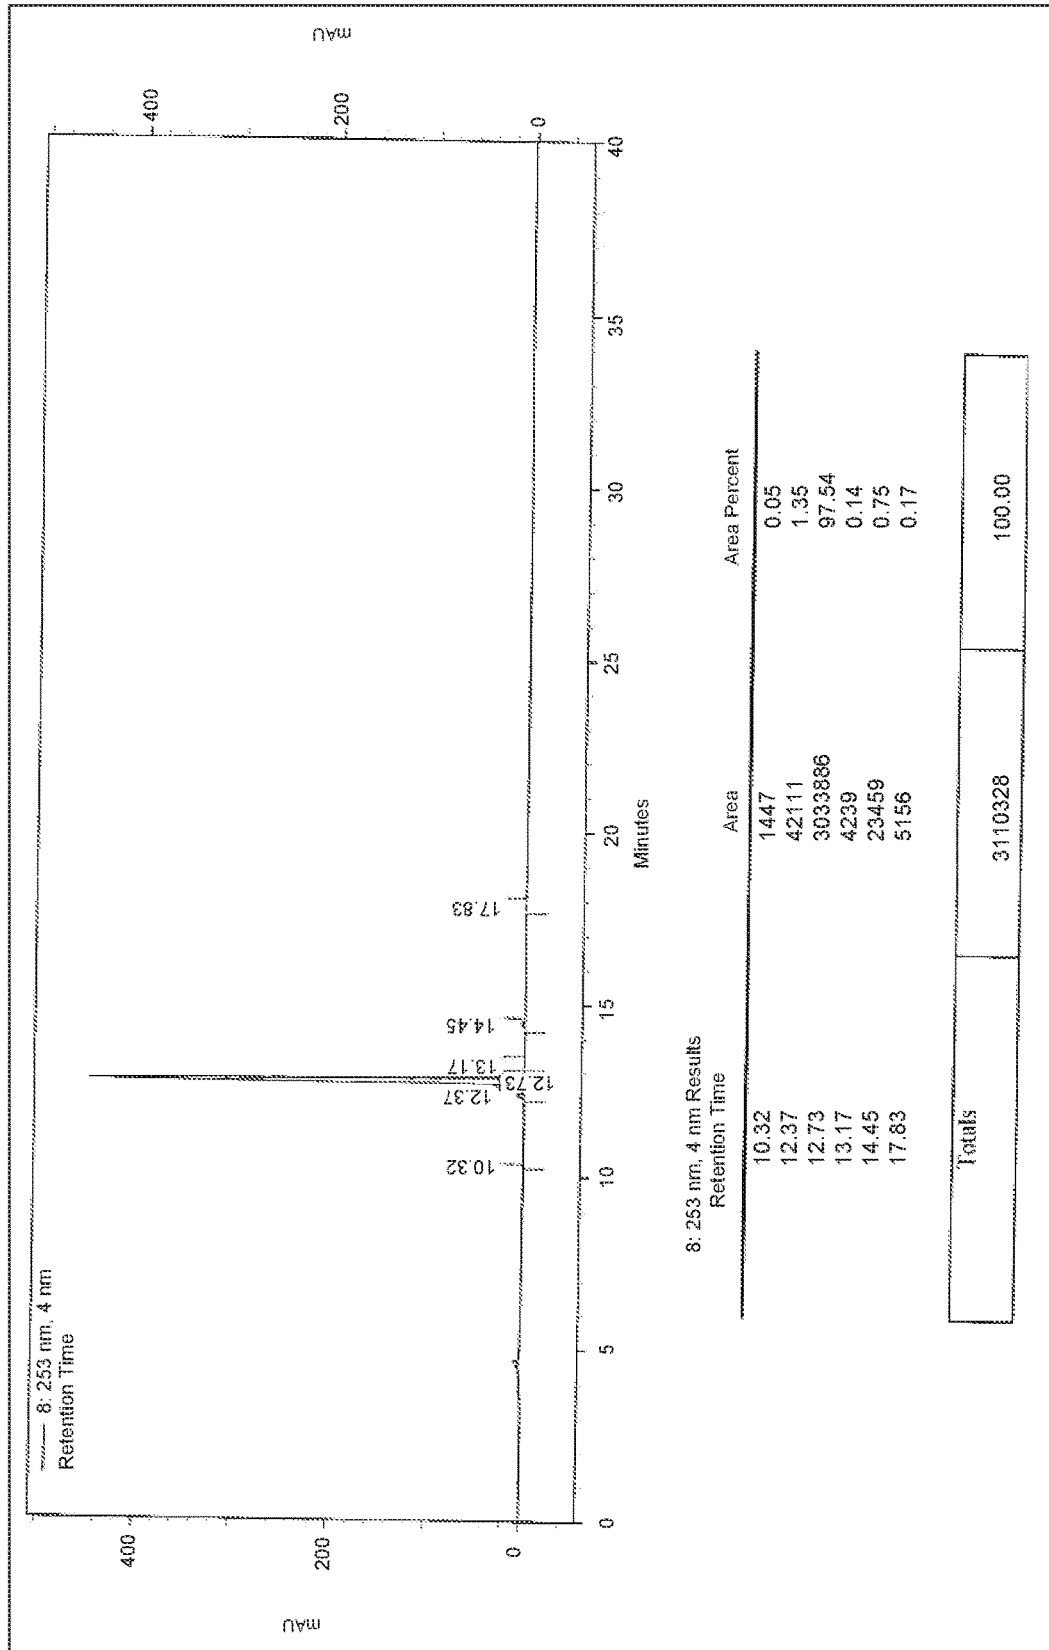 8: 253 nm, 4 nm
Retention Time
mAU
400
200
0
mAU
400
200
0
10.32
12.37
12.73
13.17
14.45
17.83
0 5 10 15 20 25 30 35 40
Minutes
8: 253 nm, 4 nm Results
Retention Time Area Area Percent
10.32 1447 0.05
12.37 42111 1.35
12.73 3033886 97.54
13.17 4239 0.14
14.45 23459 0.75
17.83 5156 0.17
Totals 3110328 100.00